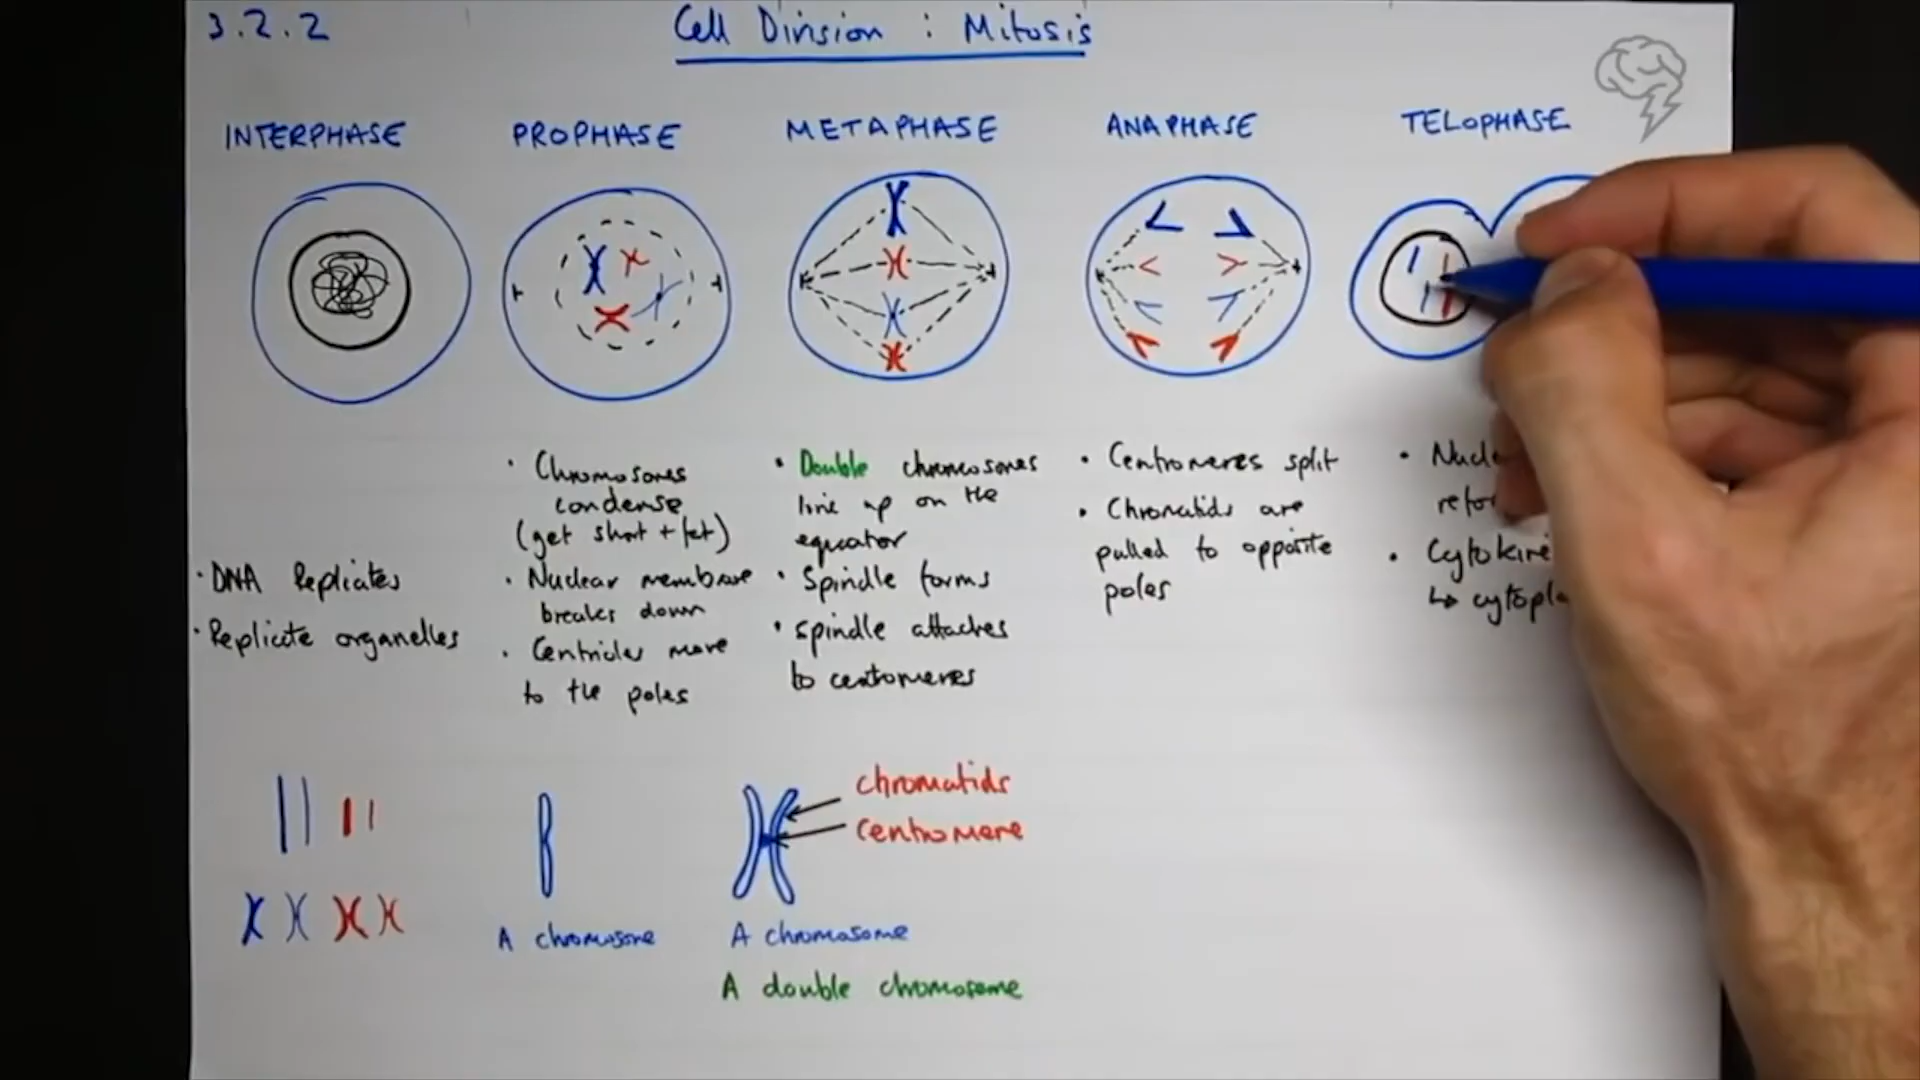 3.2.2
Cell Division : Mitosis
INTERPHASE
PROPHASE
METAPHASE
ANAPHASE
TELOPHASE
· DNA Replicates
· Replicate organelles
· Chromosomes
condense
(get short + fat)
· Nuclear membrane
breaks down
· Centrioles move
to the poles
· Double chromosomes
line up on the
equator
· Spindle forms
· Spindle attaches
to centomeres
· Centromeres split
· Chromatids are
pulled to opposite
poles
·
·
↳
chromatids
centromere
A chromosome
A chromosome
A double chromosome